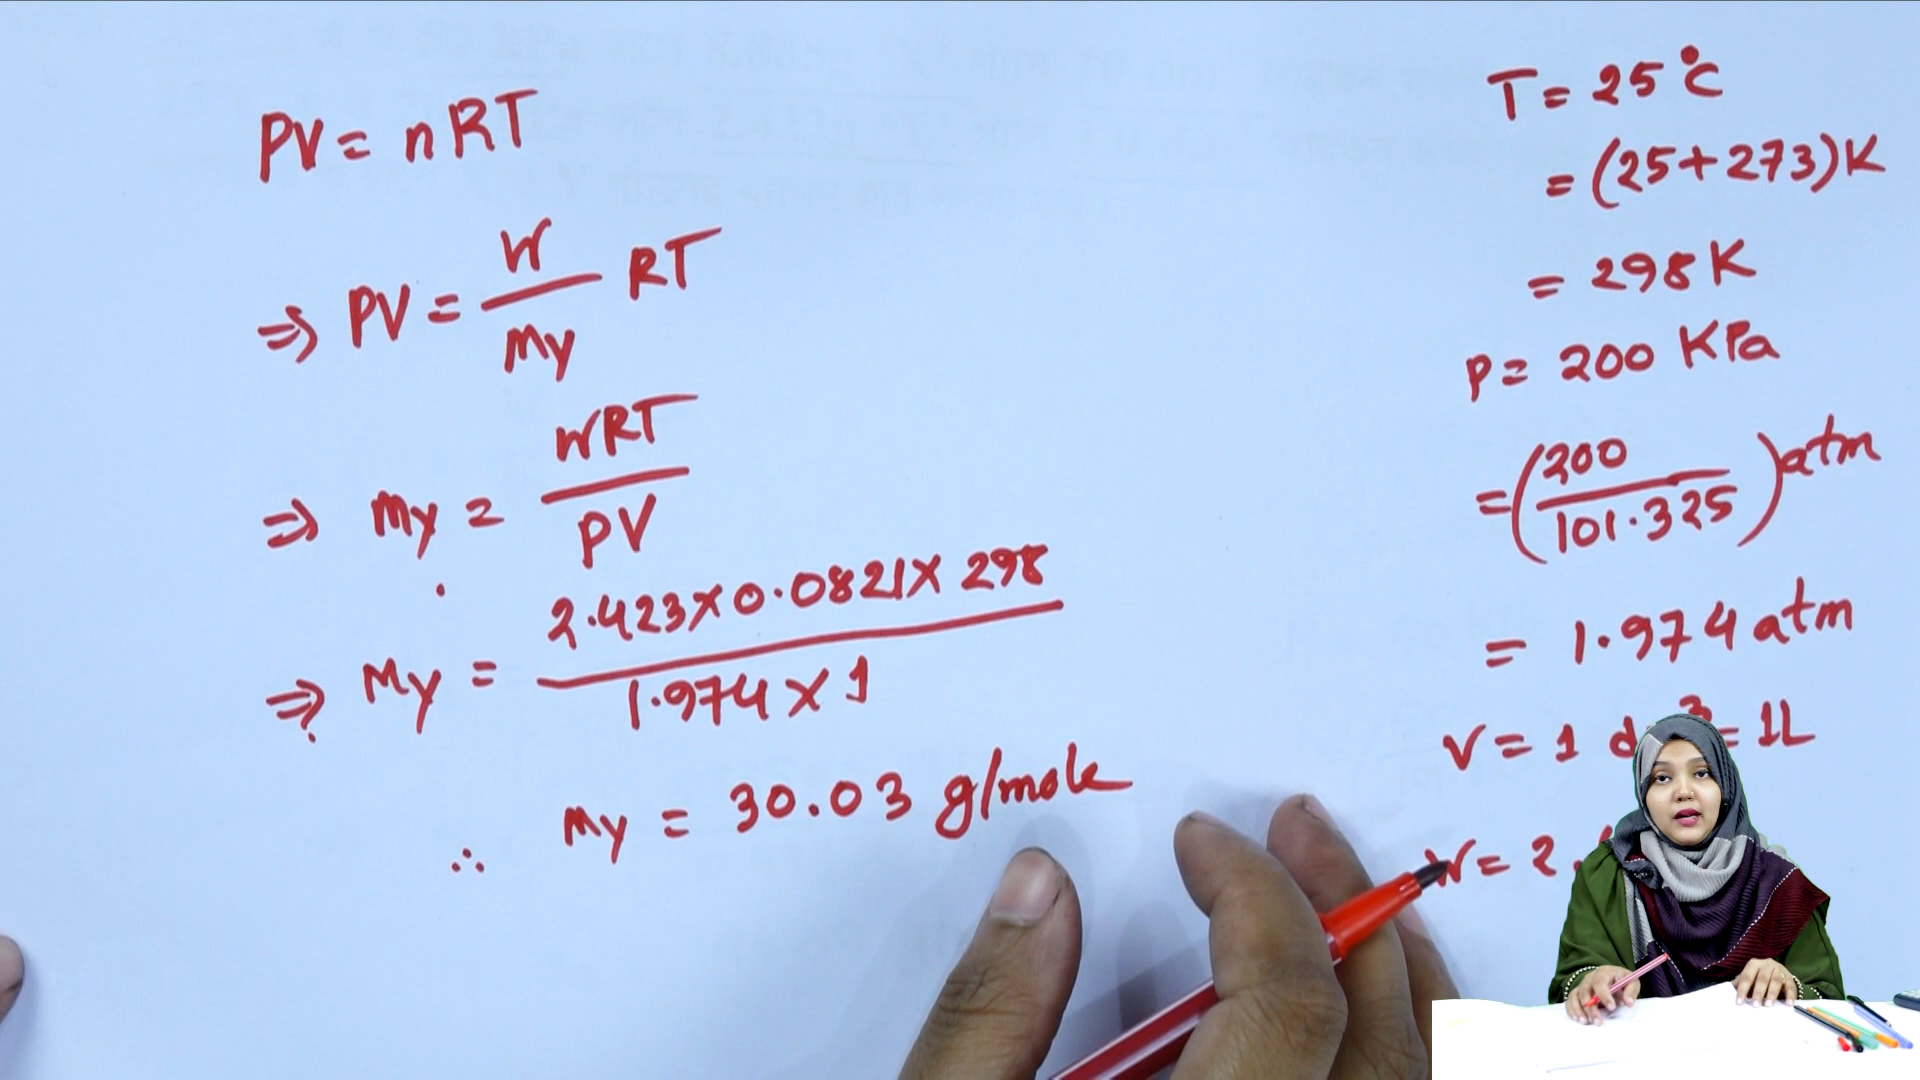 PV = nRT
⇒ PV = W/My RT
⇒ My = WRT/PV
⇒ My = 2.423 × 0.0821 × 298 / 1.974 × 1
∴ My = 30.03 g/mole
T = 25°C
= (25+273)K
= 298 K
P = 200 KPa
= (200/101.325) atm
= 1.974 atm
V = 1 = 1L
W = 2.